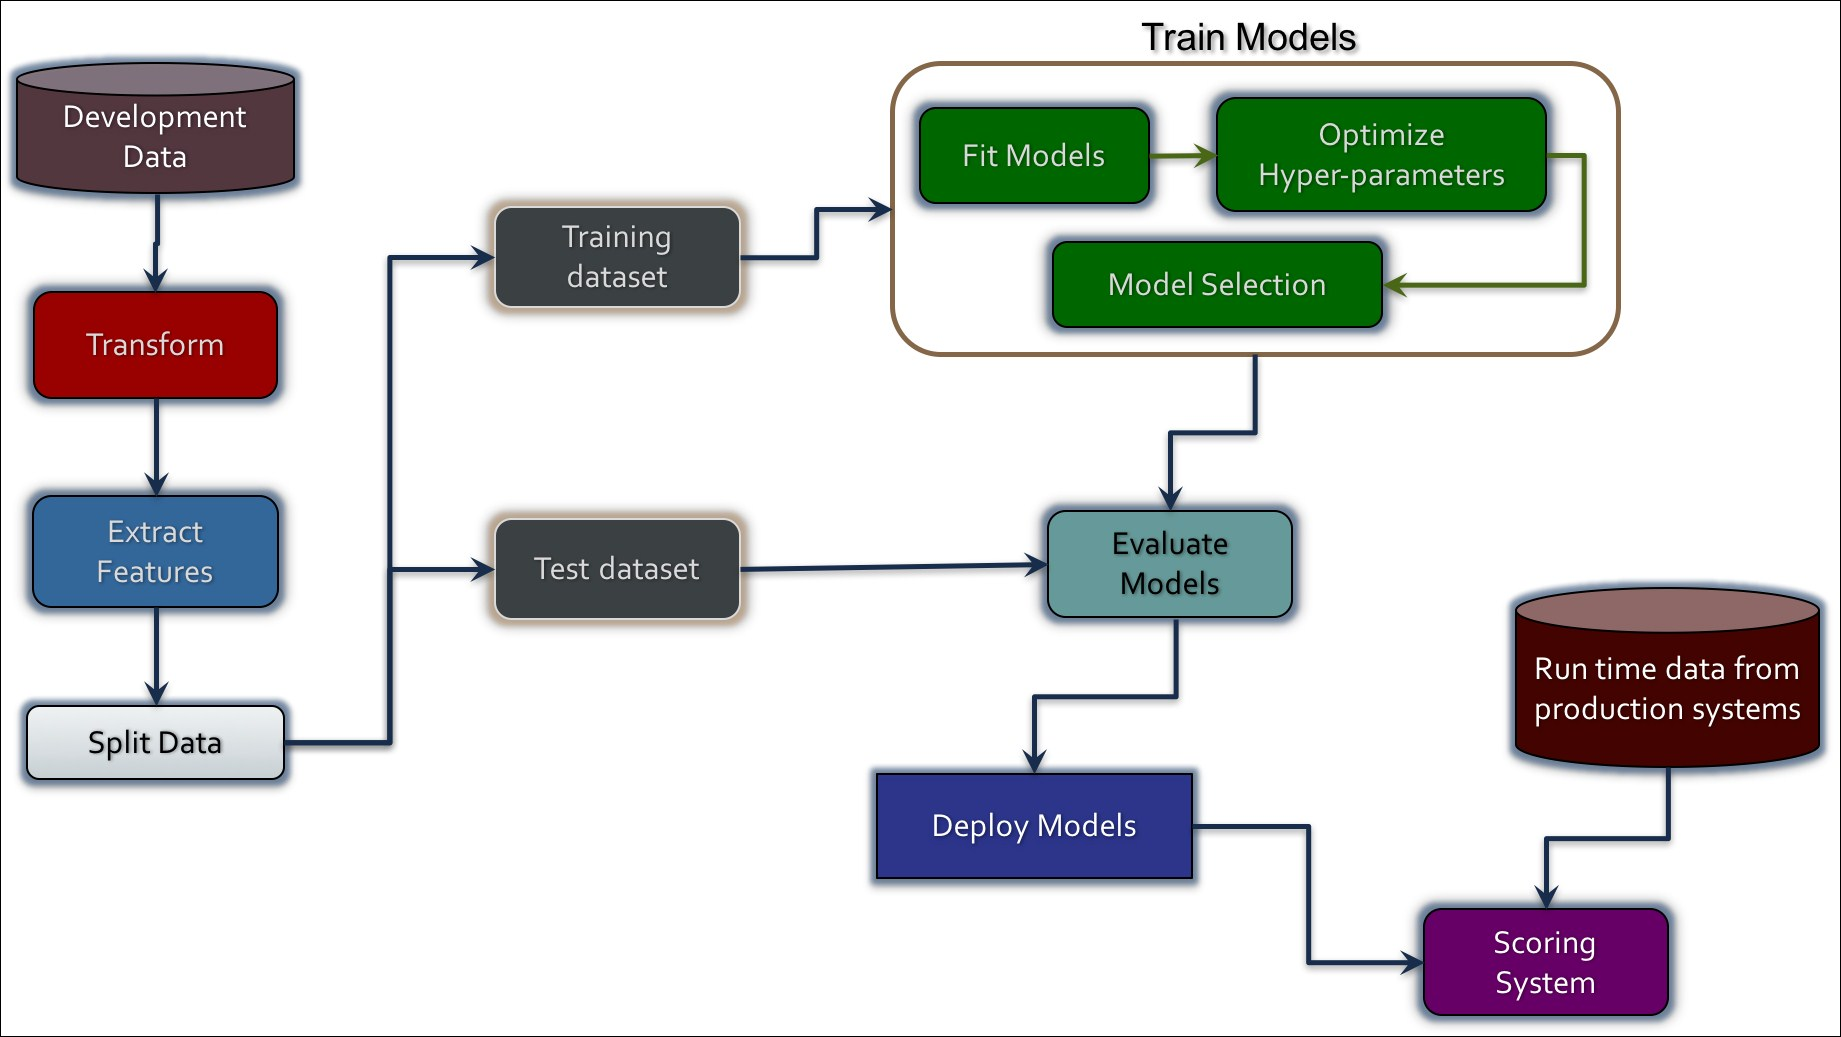 Train Models
Development
Data
Fit Models
Optimize
Hyper-parameters
Training
dataset
Model Selection
Transform
Extract
Features
Test dataset
Evaluate
Models
Run time data from
production systems
Split Data
Deploy Models
Scoring
System